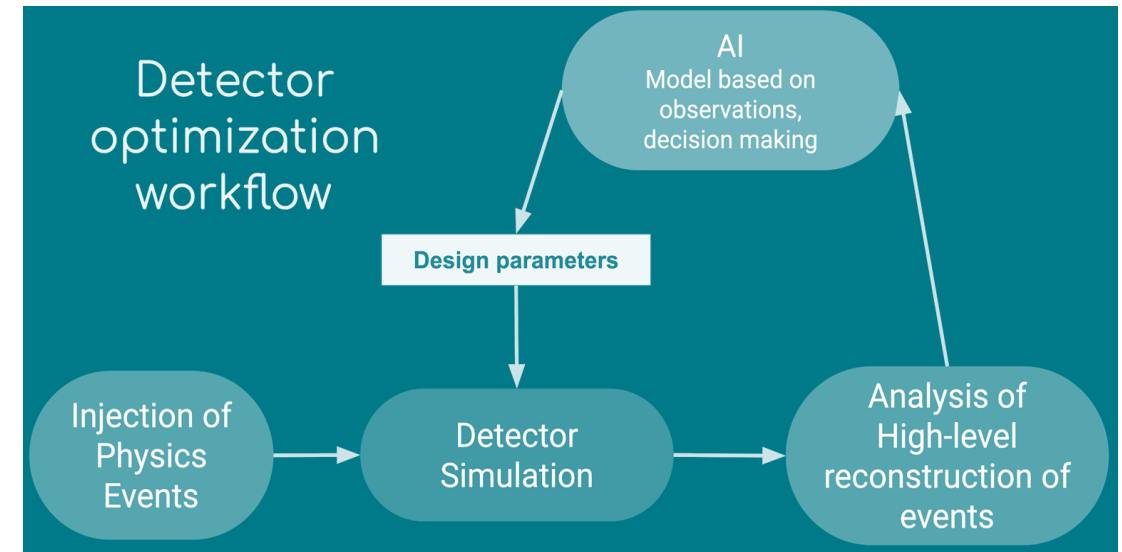 Detector
optimization
workflow
AI
Model based on
observations,
decision making
Design parameters
Injection of
Physics
Events
Detector
Simulation
Analysis of
High-level
reconstruction of
events